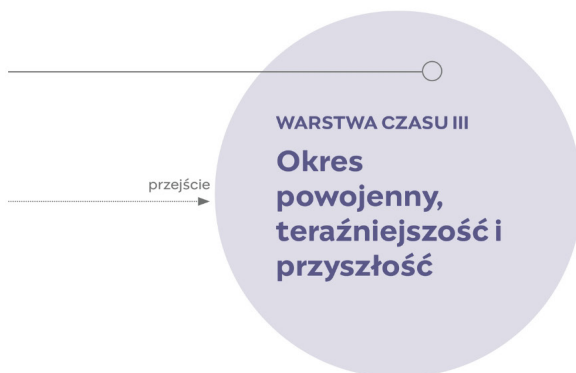 WARSTWA CZASU III
Okres
powojenny,
teraźniejszość i
przyszłość
przejście